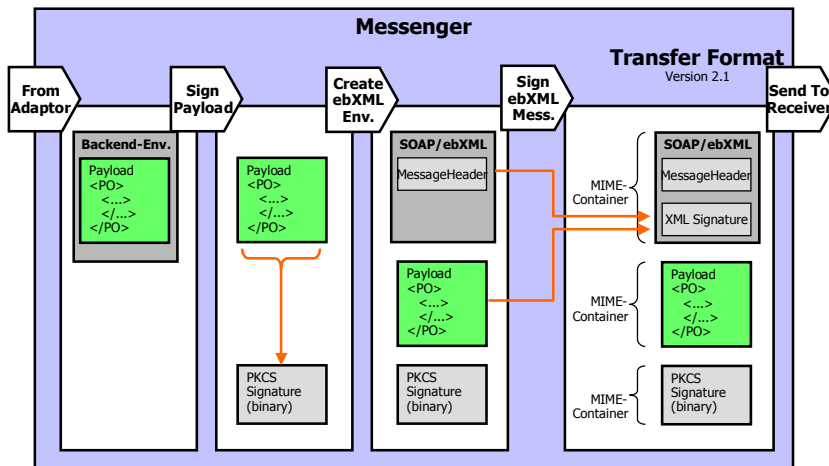 Messenger
Transfer Format
Version 2.1
From
Adaptor
Sign
Payload
Create
ebXML
Env.
Sign
ebXML
Mess.
Send To
Receiver
Backend-Env.
Payload
<PO>
<...>
</...>
</PO>
Payload
<PO>
<...>
</...>
</PO>
PKCS
Signature
(binary)
SOAP/ebXML
MessageHeader
Payload
<PO>
<...>
</...>
</PO>
PKCS
Signature
(binary)
MIME-
Container
SOAP/ebXML
MessageHeader
XML Signature
MIME-
Container
Payload
<PO>
<...>
</...>
</PO>
MIME-
Container
PKCS
Signature
(binary)